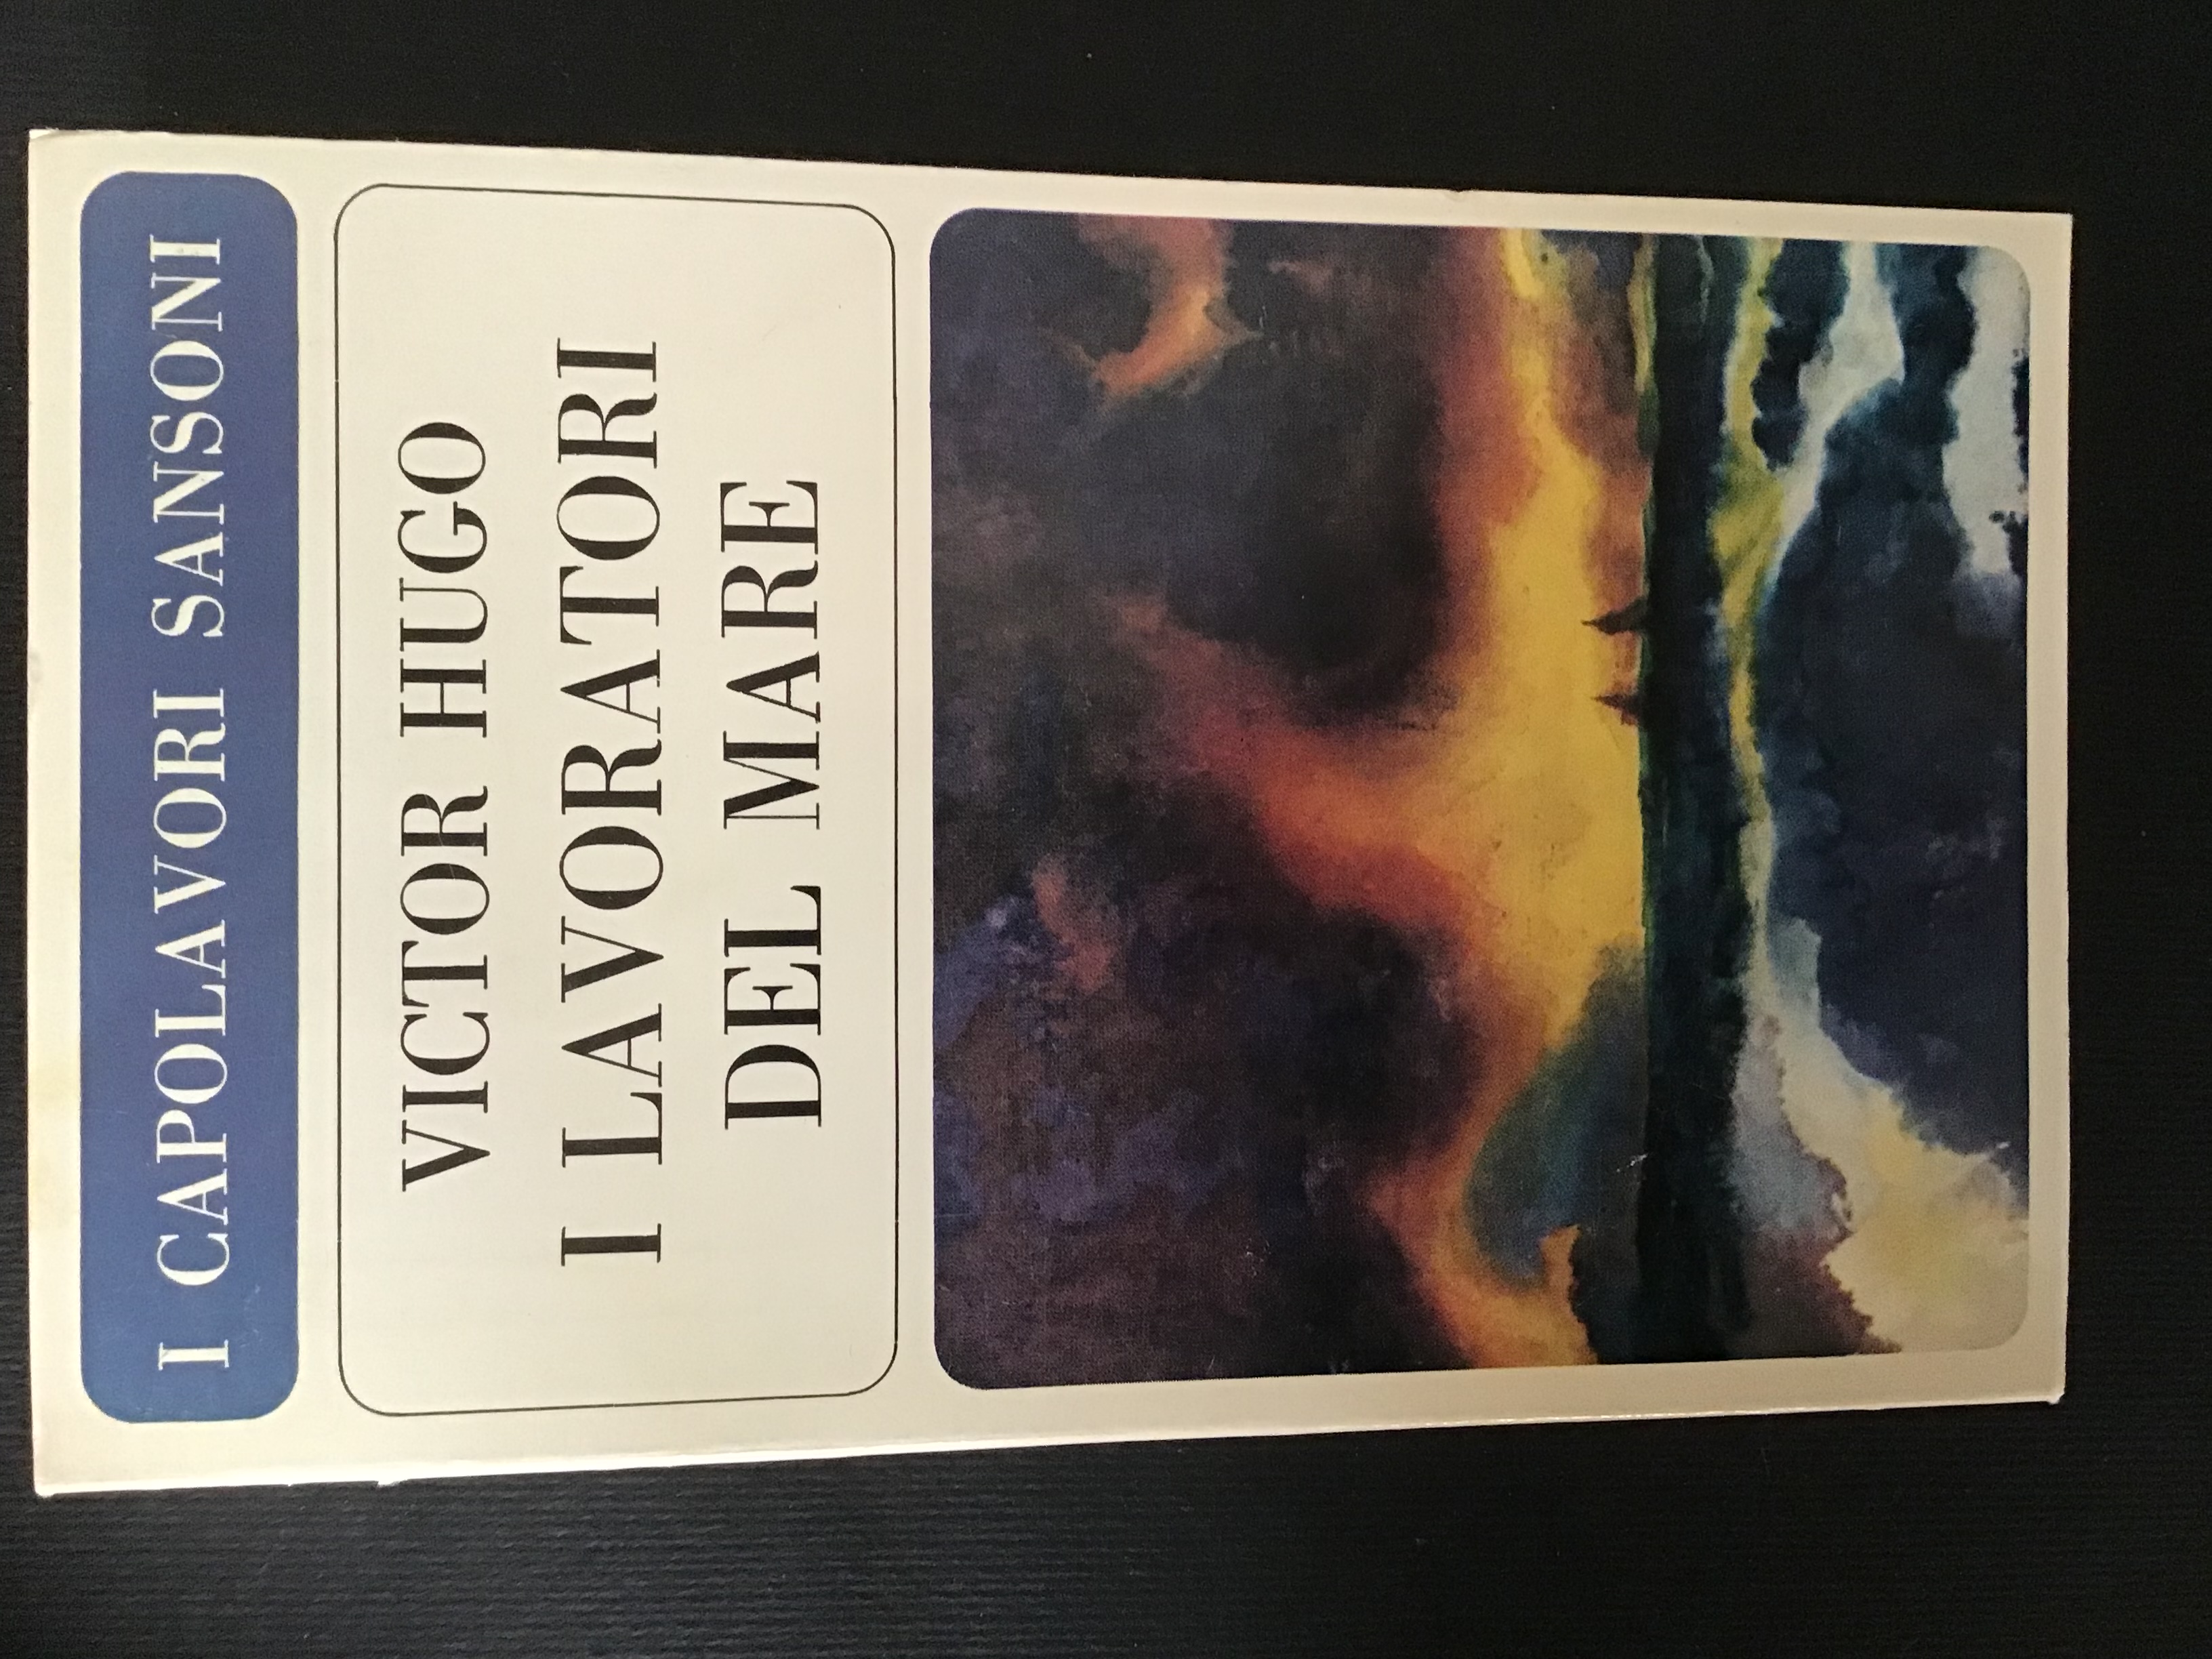 I CAPOLAVORI SANSONI
VICTOR HUGO
I LAVORATORI
DEL MARE